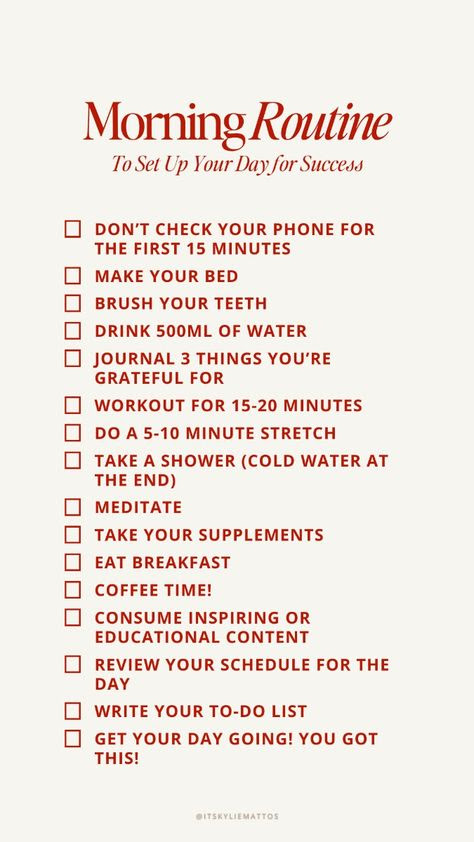 Morning Routine
To Set Up Your Day for Success
DON’T CHECK YOUR PHONE FOR
THE FIRST 15 MINUTES
MAKE YOUR BED
BRUSH YOUR TEETH
DRINK 500ML OF WATER
JOURNAL 3 THINGS YOU’RE
GRATEFUL FOR
WORKOUT FOR 15-20 MINUTES
DO A 5-10 MINUTE STRETCH
TAKE A SHOWER (COLD WATER AT
THE END)
MEDITATE
TAKE YOUR SUPPLEMENTS
EAT BREAKFAST
COFFEE TIME!
CONSUME INSPIRING OR
EDUCATIONAL CONTENT
REVIEW YOUR SCHEDULE FOR THE
DAY
WRITE YOUR TO-DO LIST
GET YOUR DAY GOING! YOU GOT
THIS!
@ITSKYLIEMATTOS